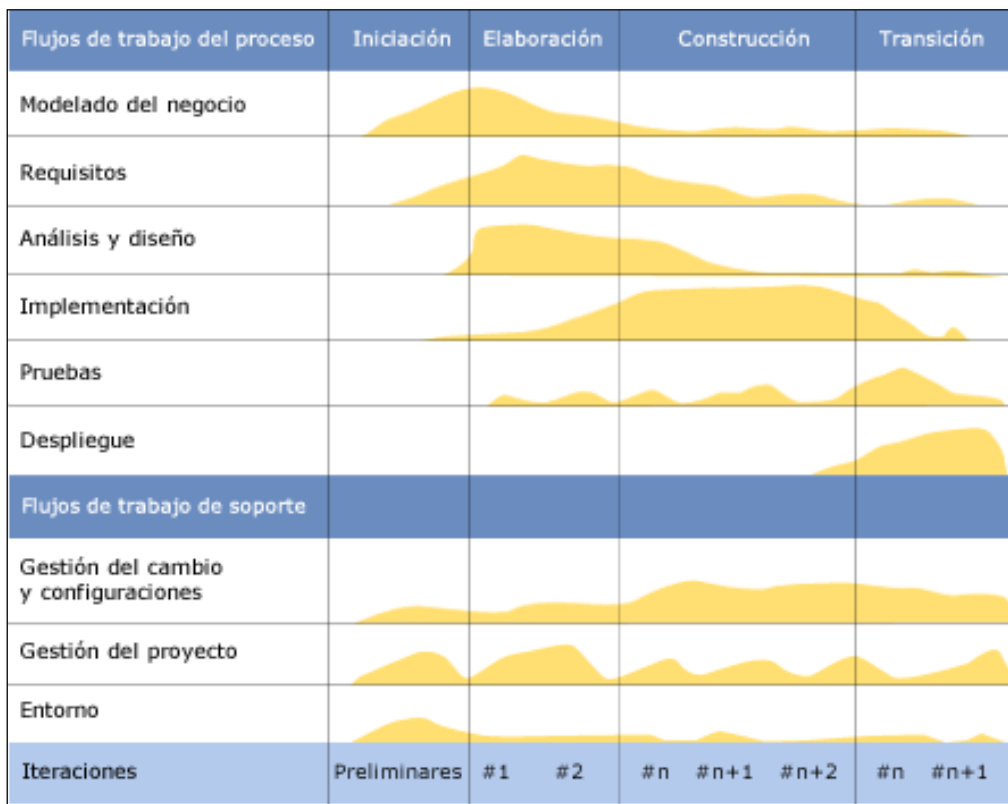 Flujos de trabajo del proceso Iniciación Elaboración Construcción Transición
Modelado del negocio
Requisitos
Análisis y diseño
Implementación
Pruebas
Despliegue
Flujos de trabajo de soporte
Gestión del cambio
y configuraciones
Gestión del proyecto
Entorno
Iteraciones Preliminares #1 #2 #n #n+1 #n+2 #n #n+1